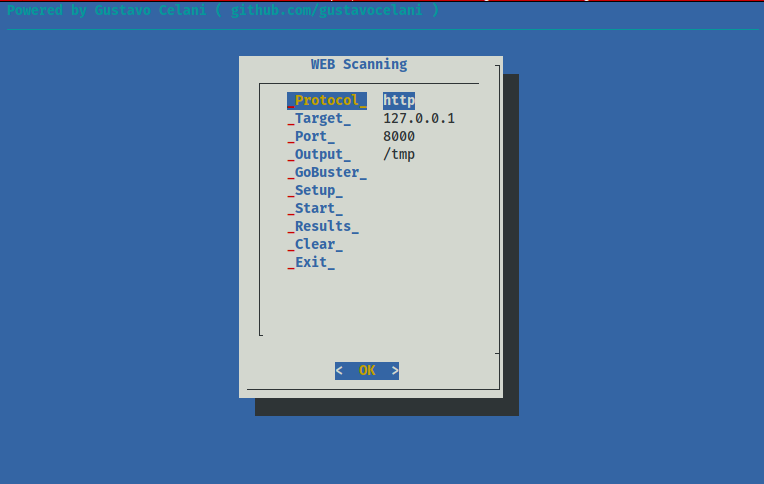 Powered by Gustavo Celani ( github.com/gustavocelani )
WEB Scanning
_Protocol_ http
_Target_ 127.0.0.1
_Port_ 8000
_Output_ /tmp
_GoBuster_
_Setup_
_Start_
_Results_
_Clear_
_Exit_
< OK >